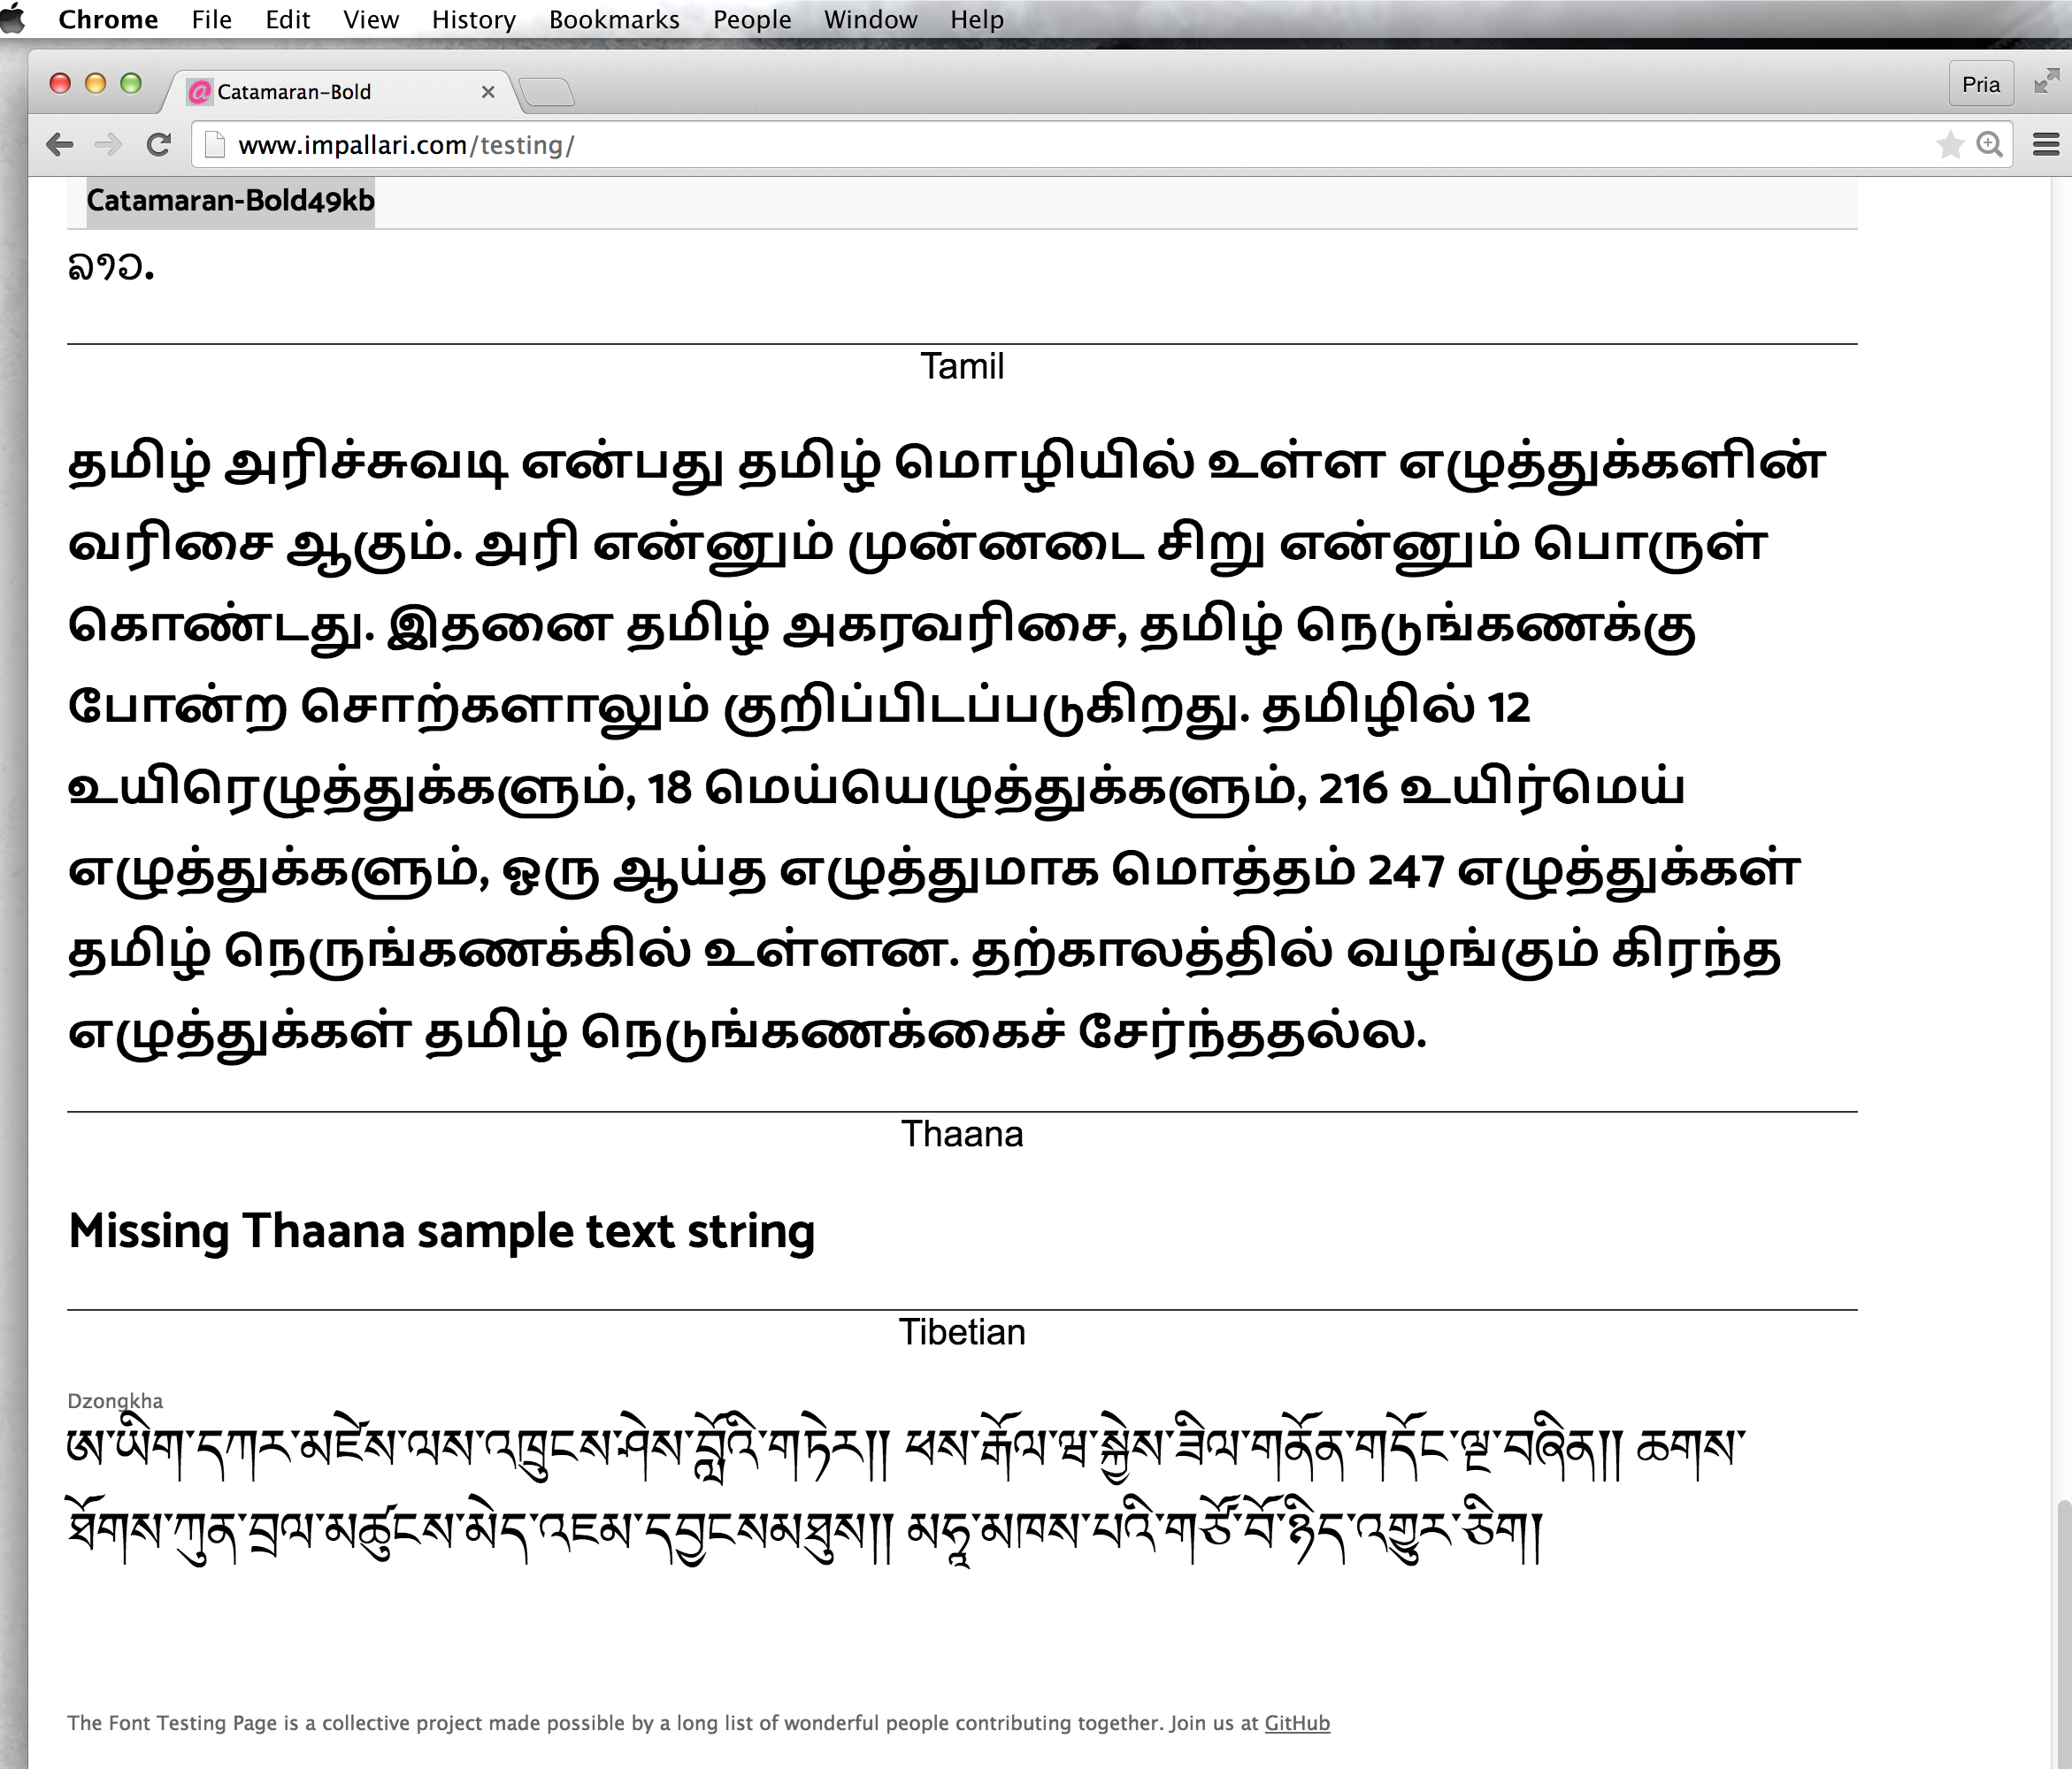 Chrome File Edit View History Bookmarks People Window Help
Catamaran-Bold
Pria
www.impallari.com/testing/
Catamaran-Bold49kb
ລາວ.
Tamil
தமிழ் அரிச்சுவடி என்பது தமிழ் மொழியில் உள்ள எழுத்துக்களின்
வரிசை ஆகும். அரி என்னும் முன்னடை சிறு என்னும் பொருள்
கொண்டது. இதனை தமிழ் அகரவரிசை, தமிழ் நெடுங்கணக்கு
போன்ற சொற்களாலும் குறிப்பிடப்படுகிறது. தமிழில் 12
உயிரெழுத்துக்களும், 18 மெய்யெழுத்துக்களும், 216 உயிர்மெய்
எழுத்துக்களும், ஒரு ஆய்த எழுத்துமாக மொத்தம் 247 எழுத்துக்கள்
தமிழ் நெருங்கணக்கில் உள்ளன. தற்காலத்தில் வழங்கும் கிரந்த
எழுத்துக்கள் தமிழ் நெடுங்கணக்கைச் சேர்ந்ததல்ல.
Thaana
Missing Thaana sample text string
Tibetian
Dzongkha
ཨ་ཡིག་དཀར་མཛེས་ལས་འཁྲུངས་ཤེས་བློའི་གཏེར།། ཕས་རྒོལ་ཝ་སྐྱེས་ཟིལ་གནོན་གདོང་ལྔ་བཞིན།། ཆགས་
ཐོགས་ཀུན་བྲལ་མཚུངས་མེད་འཇམ་དབྱངསམཐུས།། མཧཱ་མཁས་པའི་གཙོ་བོ་ཉིད་འགྱུར་ཅིག།
The Font Testing Page is a collective project made possible by a long list of wonderful people contributing together. Join us at GitHub